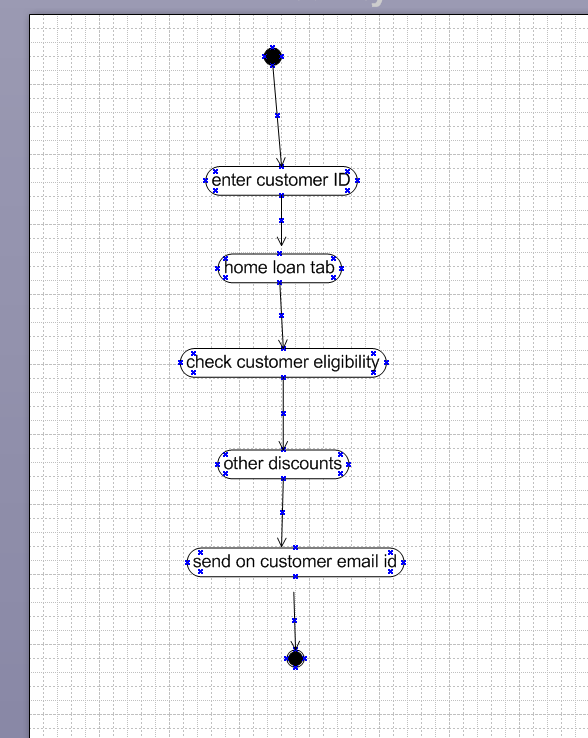 enter customer ID
home loan tab
check customer eligibility
other discounts
send on customer email id